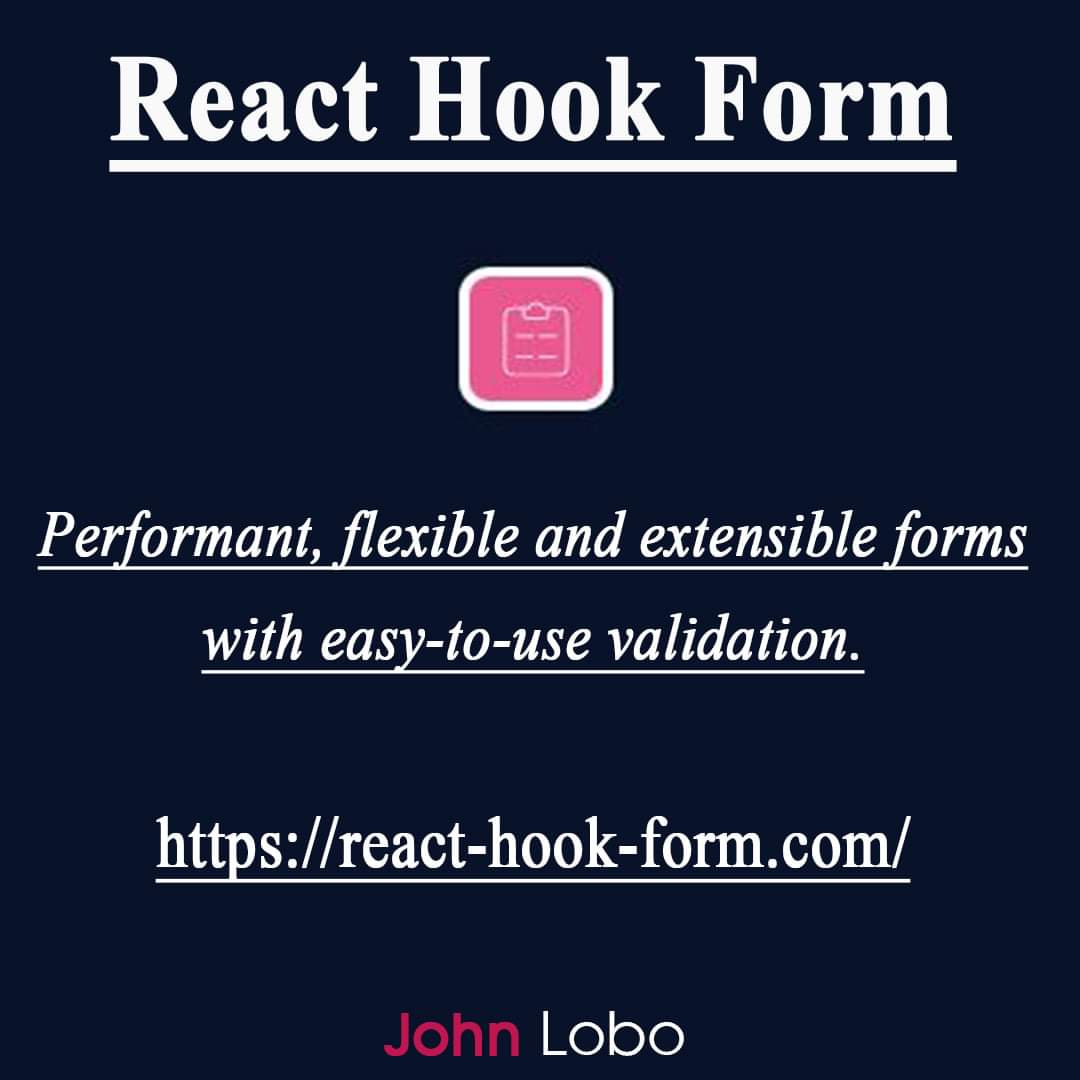 React Hook Form
Performant, flexible and extensible forms
with easy-to-use validation.
https://react-hook-form.com/
John Lobo